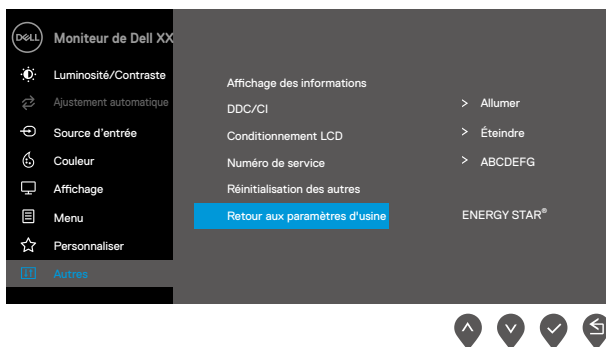 DELL
Moniteur de Dell XX
Luminosité/Contraste
Ajustement automatique
Source d'entrée
Couleur
Affichage
Menu
Personnaliser
Autres
Affichage des informations
DDC/CI > Allumer
Conditionnement LCD > Éteindre
Numéro de service > ABCDEFG
Réinitialisation des autres
Retour aux paramètres d'usine ENERGY STAR®